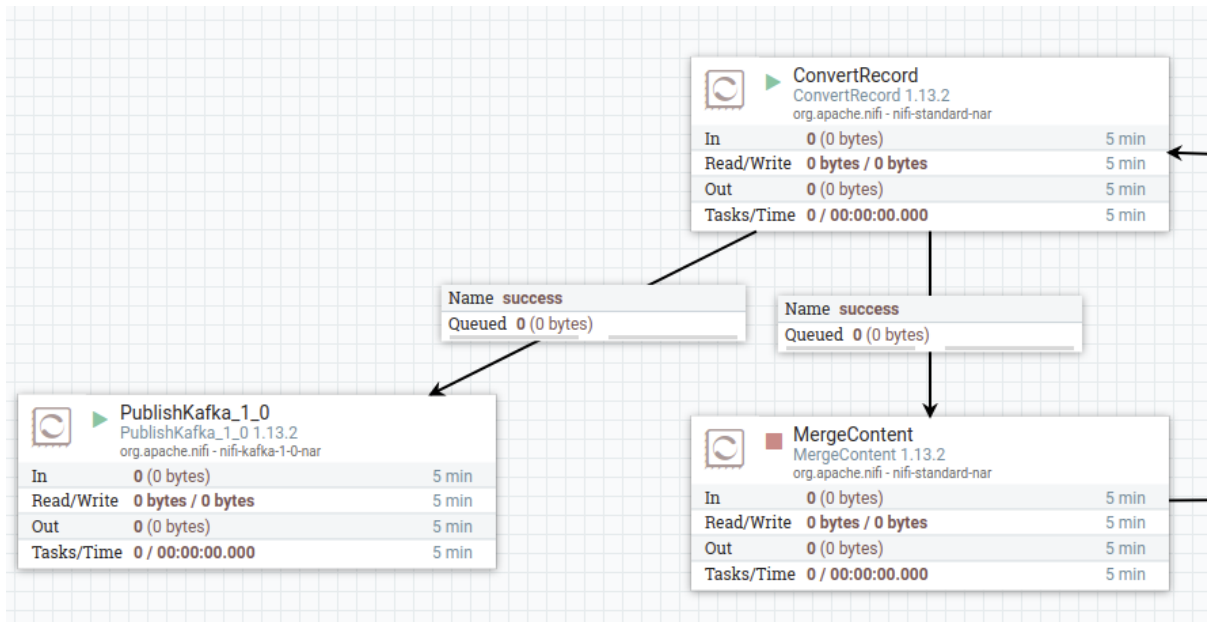 ConvertRecord
ConvertRecord 1.13.2
org.apache.nifi - nifi-standard-nar
In 0 (0 bytes) 5 min
Read/Write 0 bytes / 0 bytes 5 min
Out 0 (0 bytes) 5 min
Tasks/Time 0 / 00:00:00.000 5 min
Name success
Queued 0 (0 bytes)
Name success
Queued 0 (0 bytes)
PublishKafka_1_0
PublishKafka_1_0 1.13.2
org.apache.nifi - nifi-kafka-1-0-nar
In 0 (0 bytes) 5 min
Read/Write 0 bytes / 0 bytes 5 min
Out 0 (0 bytes) 5 min
Tasks/Time 0 / 00:00:00.000 5 min
MergeContent
MergeContent 1.13.2
org.apache.nifi - nifi-standard-nar
In 0 (0 bytes) 5 min
Read/Write 0 bytes / 0 bytes 5 min
Out 0 (0 bytes) 5 min
Tasks/Time 0 / 00:00:00.000 5 min